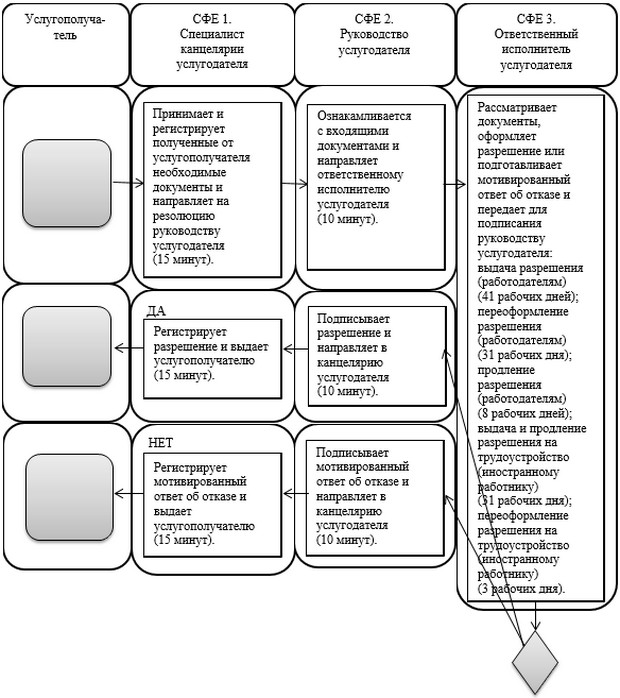 Услугополуча-
тель
СФЕ 1.
Специалист
канцелярии
услугодателя
СФЕ 2.
Руководство
услугодателя
СФЕ 3.
Ответственный
исполнитель
услугодателя
Принимает и
регистрирует
полученные от
услугополучателя
необходимые
документы и
направляет на
резолюцию
руководству
услугодателя
(15 минут).
Ознакамливается
с входящими
документами и
направляет
ответственному
исполнителю
услугодателя
(10 минут).
Рассматривает
документы,
оформляет
разрешение или
подготавливает
мотивированный
ответ об отказе и
передает для
подписания
руководству
услугодателя:
выдача разрешения
(работодателям)
(41 рабочих дней);
переоформление
разрешения
(работодателям)
(31 рабочих дня);
продление
разрешения
(работодателям)
(8 рабочих дней);
выдача и продление
разрешения на
трудоустройство
(иностранному
работнику)
(31 рабочих дня);
переоформление
разрешения на
трудоустройство
(иностранному
работнику)
(3 рабочих дня).
ДА
Регистрирует
разрешение и выдает
услугополучателю
(15 минут).
Подписывает
разрешение и
направляет в
канцелярию
услугодателя
(10 минут).
НЕТ
Регистрирует
мотивированный
ответ об отказе и
выдает
услугополучателю
(15 минут).
Подписывает
мотивированный
ответ об отказе и
направляет в
канцелярию
услугодателя
(10 минут).